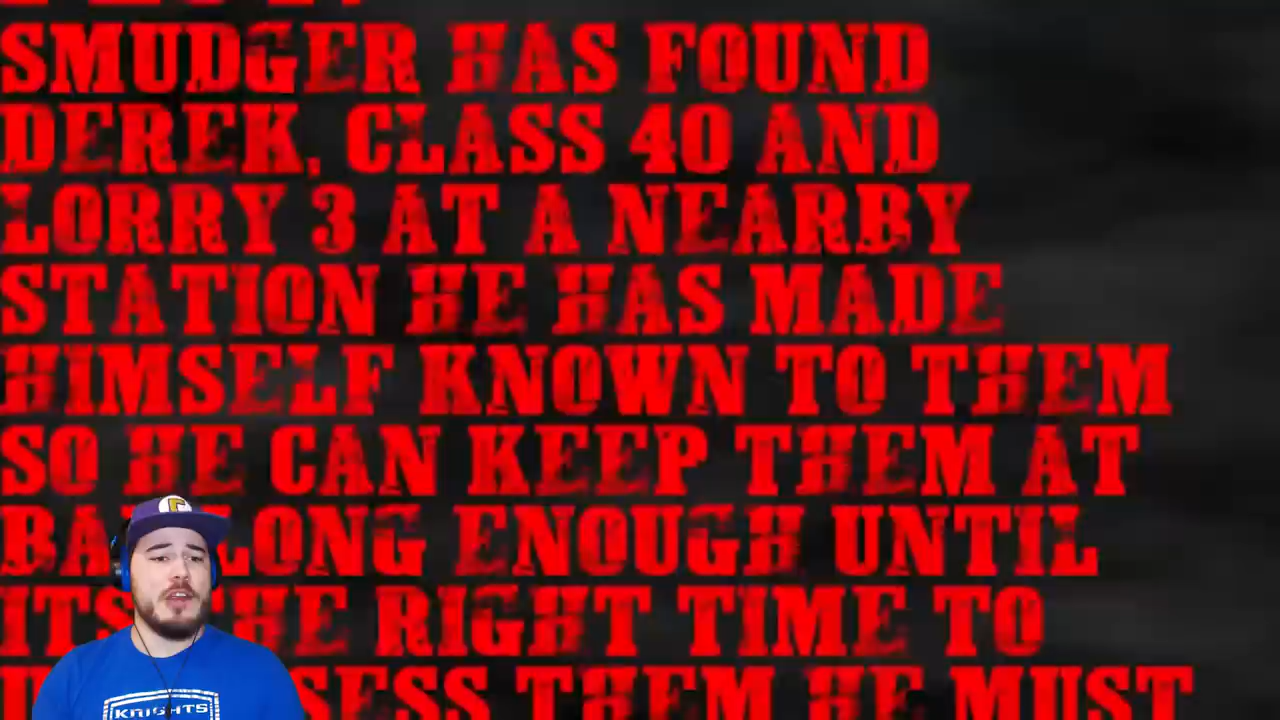 SMUDGER HAS FOUND
DEREK, CLASS 40 AND
LORRY 3 AT A NEARBY
STATION HE HAS MADE
HIMSELF KNOWN TO THEM
SO HE CAN KEEP THEM AT
LONG ENOUGH UNTIL
ITS THE RIGHT TIME TO
THEM HE MUST
KNIGHTS